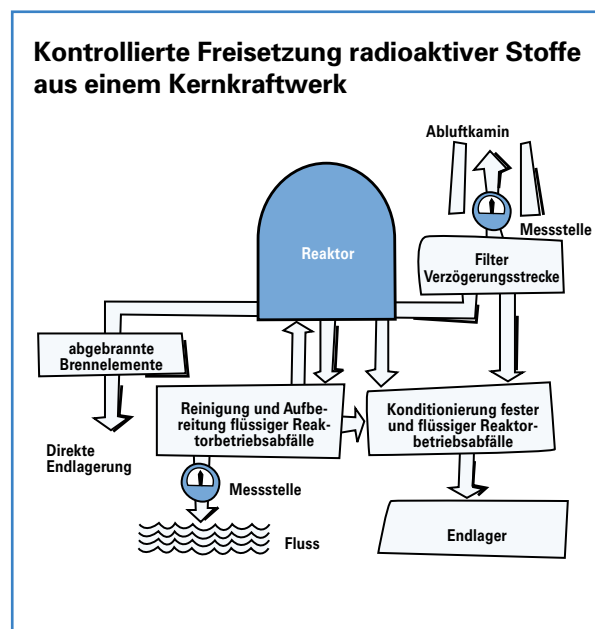 Kontrollierte Freisetzung radioaktiver Stoffe
aus einem Kernkraftwerk
Abluftkamin
Messstelle
Reaktor
Filter
Verzögerungsstrecke
abgebrannte
Brennelemente
Reinigung und Aufbe-
reitung flüssiger Reak-
torbetriebsabfälle
Konditionierung fester
und flüssiger Reaktor-
betriebsabfälle
Direkte
Endlagerung
Messstelle
Fluss
Endlager